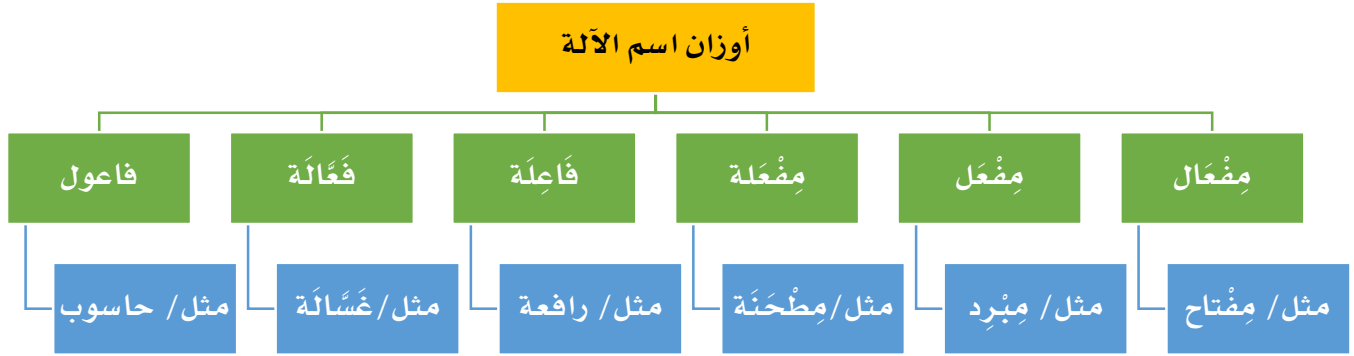 أوزان اسم الآلة
مِفْعَال
مِفْعَل
مِفْعَلة
فَاعِلَة
فَعَّالَة
فاعول
مثل/ مِفْتاح
مثل/ مِبْرِد
مثل/مِطْحَنَة
مثل/ رافعة
مثل/غَسَّالَة
مثل/ حاسوب